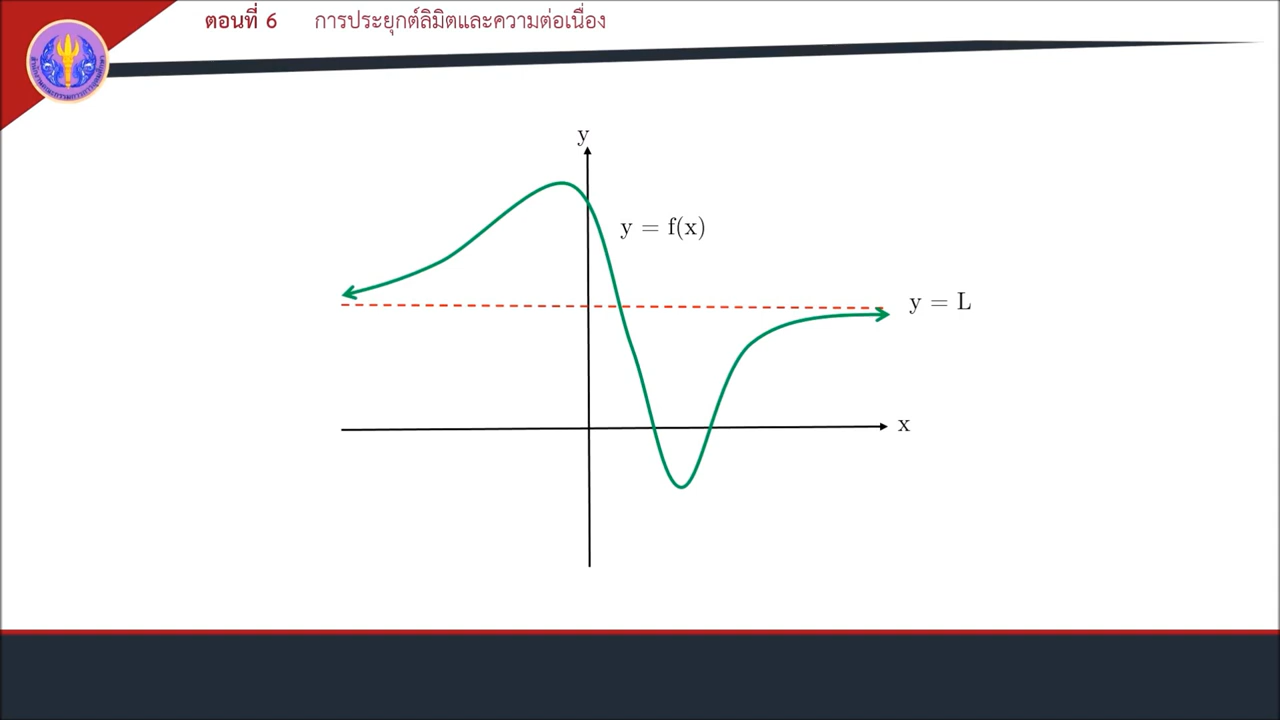 ตอนที่ 6 การประยุกต์ลิมิตและความต่อเนื่อง
y
y = f(x)
y = L
x